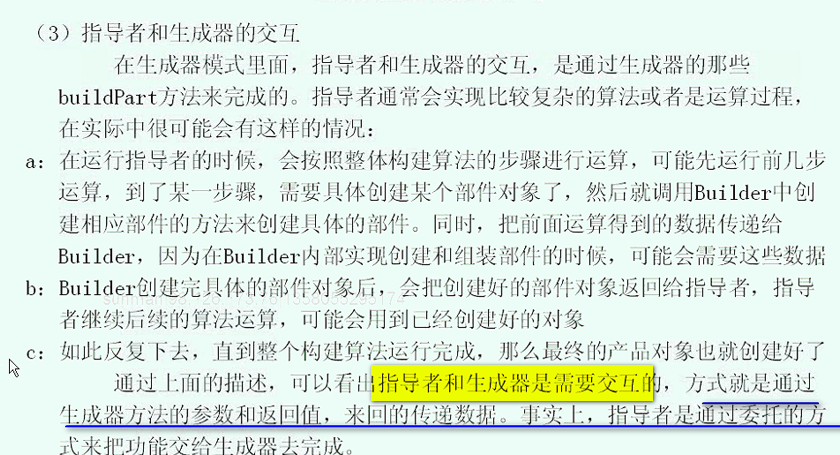 （3）指导者和生成器的交互
在生成器模式里面，指导者和生成器的交互，是通过生成器的那些
buildPart方法来完成的。指导者通常会实现比较复杂的算法或者是运算过程，
在实际中很可能会有这样的情况：
a：在运行指导者的时候，会按照整体构建算法的步骤进行运算，可能先运行前几步
运算，到了某一步骤，需要具体创建某个部件对象了，然后就调用Builder中创
建相应部件的方法来创建具体的部件。同时，把前面运算得到的数据传递给
Builder，因为在Builder内部实现创建和组装部件的时候，可能会需要这些数据
b：Builder创建完具体的部件对象后，会把创建好的部件对象返回给指导者，指导
者继续后续的算法运算，可能会用到已经创建好的对象
c：如此反复下去，直到整个构建算法运行完成，那么最终的产品对象也就创建好了
通过上面的描述，可以看出指导者和生成器是需要交互的，方式就是通过
生成器方法的参数和返回值，来回的传递数据。事实上，指导者是通过委托的方
式来把功能交给生成器去完成。